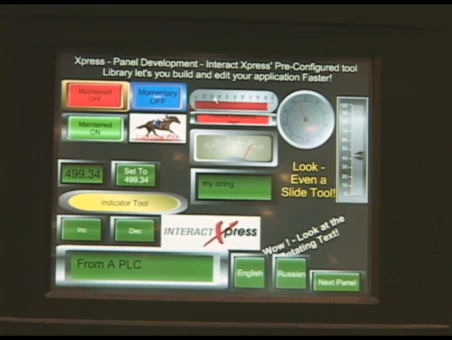 Xpress - Panel Development - Interact Xpress' Pre-Configured tool
Library let's you build and edit your application Faster!
Maintained
OFF
Momentary
OFF
Maintained
ON
499.34
Set To
499.34
my string
Look -
Even a
Slide Tool!
Indicator Tool
Inc
Dec
INTERACT Xpress
Wow ! - Look at the
Rotating Text!
From A PLC
English
Russian
Next Panel